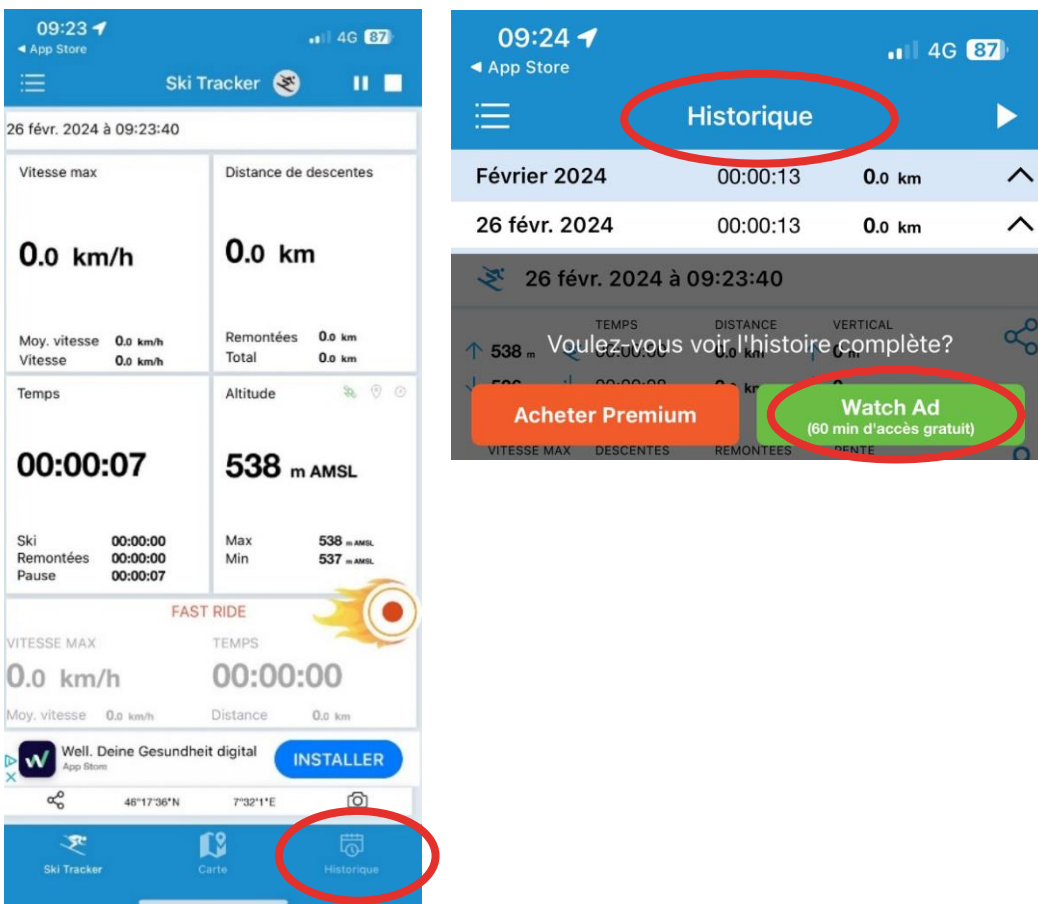 09:23
◀ App Store
4G 87
Ski Tracker
26 févr. 2024 à 09:23:40
Vitesse max
0.0 km/h
Moy. vitesse 0.0 km/h
Vitesse 0.0 km/h
Distance de descentes
0.0 km
Remontées 0.0 km
Total 0.0 km
Temps
00:00:07
Ski 00:00:00
Remontées 00:00:00
Pause 00:00:07
Altitude
538 m AMSL
Max 538 m AMSL
Min 537 m AMSL
FAST RIDE
VITESSE MAX TEMPS
0.0 km/h 00:00:00
Moy. vitesse 0.0 km/h Distance 0.0 km
Well. Deine Gesundheit digital
App Store
INSTALLER
46°17'36"N 7°32'1"E
Ski Tracker Carte Historique
09:24
◀ App Store
4G 87
Historique
Février 2024 00:00:13 0.0 km
26 févr. 2024 00:00:13 0.0 km
26 févr. 2024 à 09:23:40
TEMPS DISTANCE VERTICAL
538 m 0.0 km 0 m
Voulez-vous voir l'histoire complète?
Acheter Premium
Watch Ad
(60 min d'accès gratuit)
VITESSE MAX DESCENTES REMONTÉES PENTE